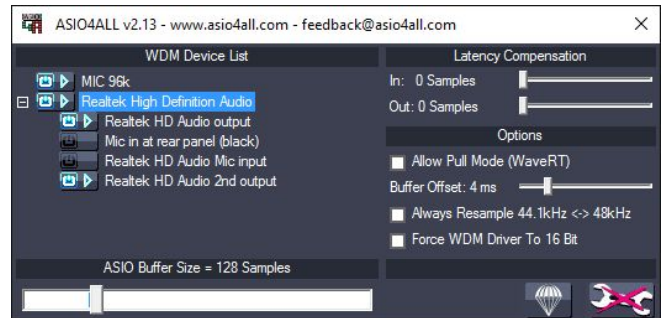 ASIO4ALL v2.13 - www.asio4all.com - feedback@asio4all.com
WDM Device List
MIC 96k
Realtek High Definition Audio
Realtek HD Audio output
Mic in at rear panel (black)
Realtek HD Audio Mic input
Realtek HD Audio 2nd output
ASIO Buffer Size = 128 Samples
Latency Compensation
In: 0 Samples
Out: 0 Samples
Options
Allow Pull Mode (WaveRT)
Buffer Offset: 4 ms
Always Resample 44.1kHz <-> 48kHz
Force WDM Driver To 16 Bit